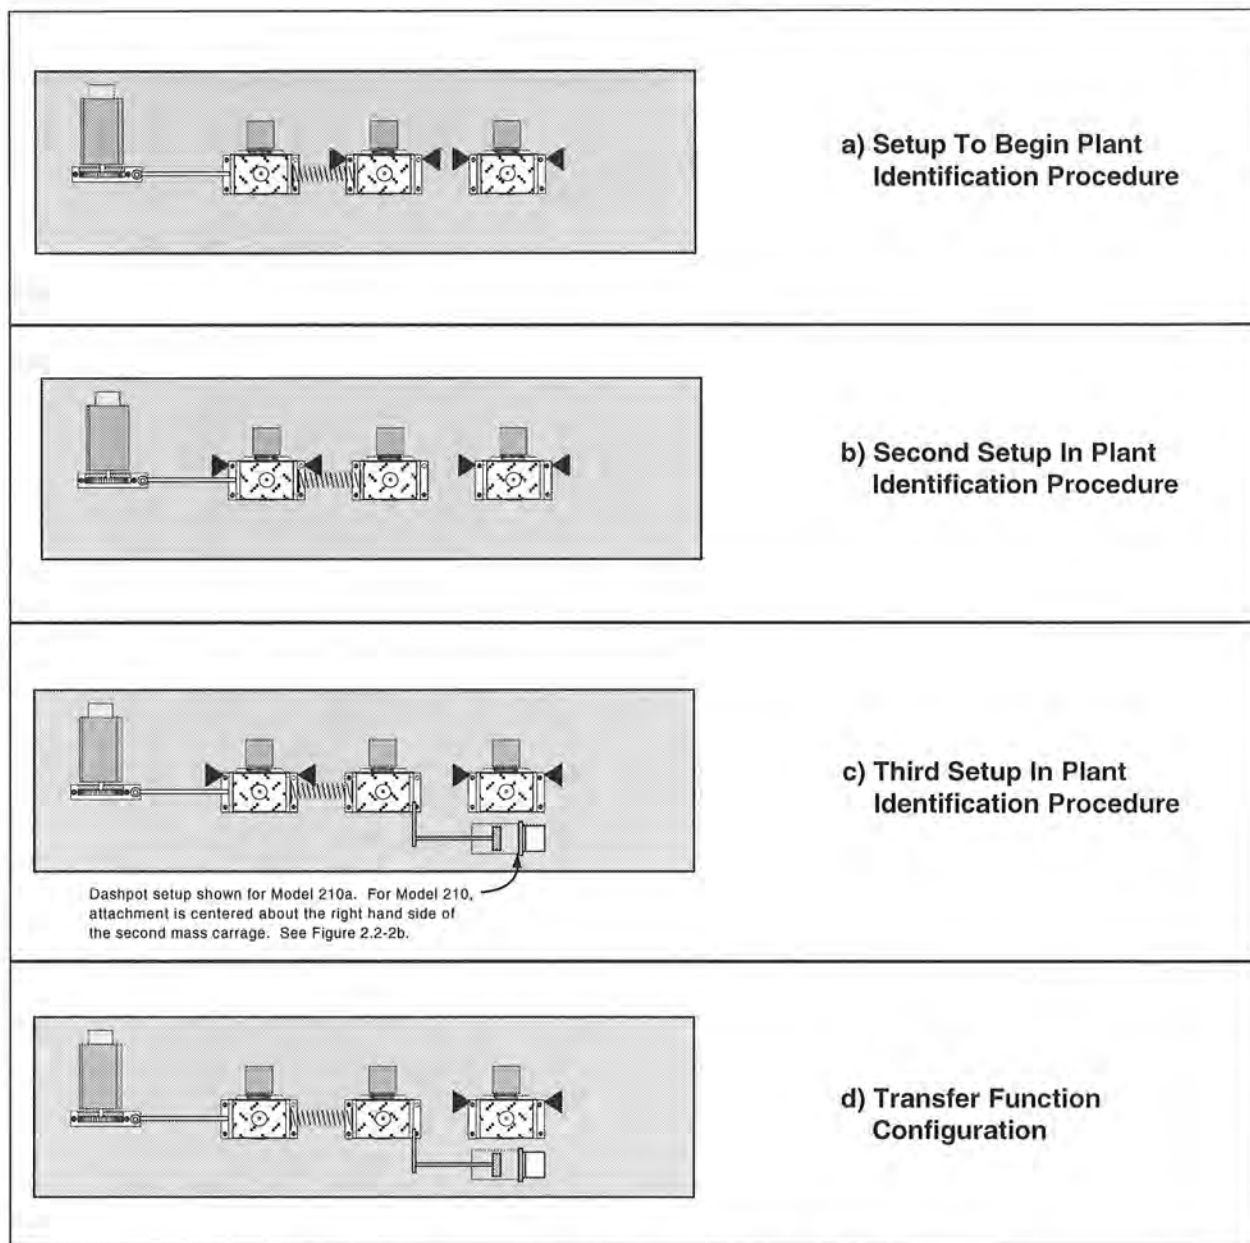 a) Setup To Begin Plant
Identification Procedure
b) Second Setup In Plant
Identification Procedure
c) Third Setup In Plant
Identification Procedure
Dashpot setup shown for Model 210a. For Model 210,
attachment is centered about the right hand side of
the second mass carrage. See Figure 2.2-2b.
d) Transfer Function
Configuration